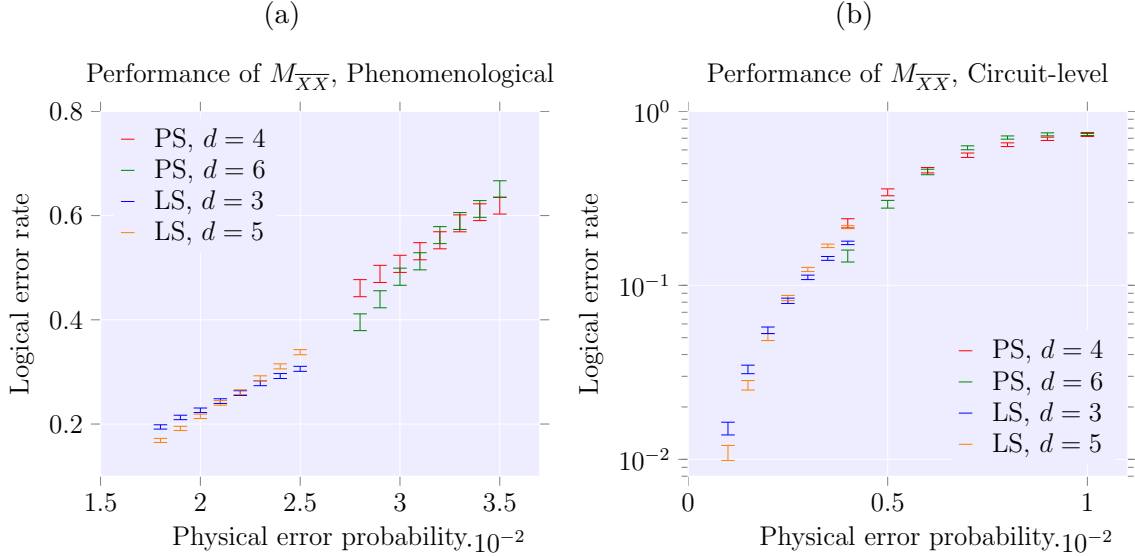 (a)
Performance of $M_{\overline{XX}}$, Phenomenological
Logical error rate
0.8
0.6
0.4
0.2
PS, $d = 4$
PS, $d = 6$
LS, $d = 3$
LS, $d = 5$
1.5
2
2.5
3
3.5
Physical error probability
$\cdot 10^{-2}$
(b)
Performance of $M_{\overline{XX}}$, Circuit-level
Logical error rate
$10^{0}$
$10^{-1}$
$10^{-2}$
PS, $d = 4$
PS, $d = 6$
LS, $d = 3$
LS, $d = 5$
0
0.5
1
Physical error probability
$\cdot 10^{-2}$